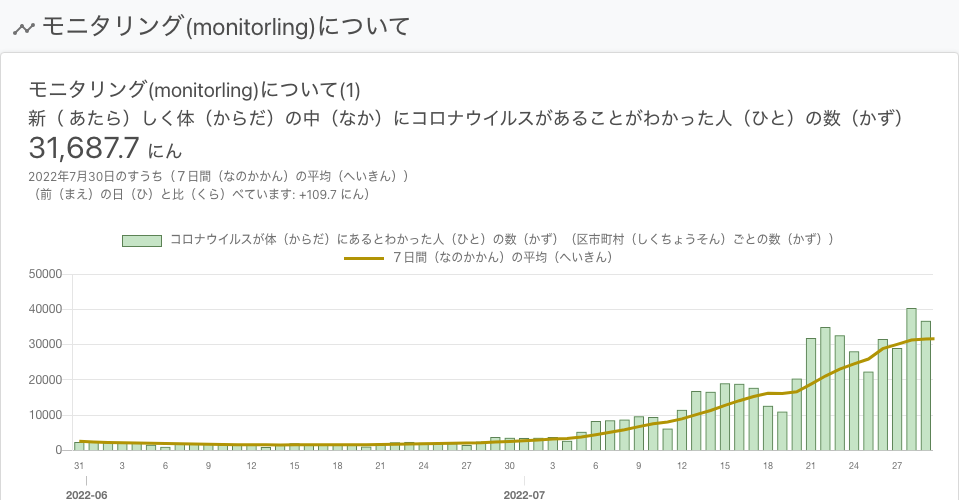 モニタリング(monitorling)について
モニタリング(monitorling)について(1)
新（ あたら）しく体（からだ）の中（なか）にコロナウイルスがあることがわかった人（ひと）の数（かず）
31,687.7 にん
2022年7月30日のすうち（７日間（なのかかん）の平均（へいきん））
（前（まえ）の日（ひ）と比（くら）べています: +109.7 にん）
コロナウイルスが体（からだ）にあるとわかった人（ひと）の数（かず）（区市町村（しくちょうそん）ごとの数（かず））
７日間（なのかかん）の平均（へいきん）
50000
40000
30000
20000
10000
0
31 3 6 9 12 15 18 21 24 27 30 3 6 9 12 15 18 21 24 27
2022-06 2022-07